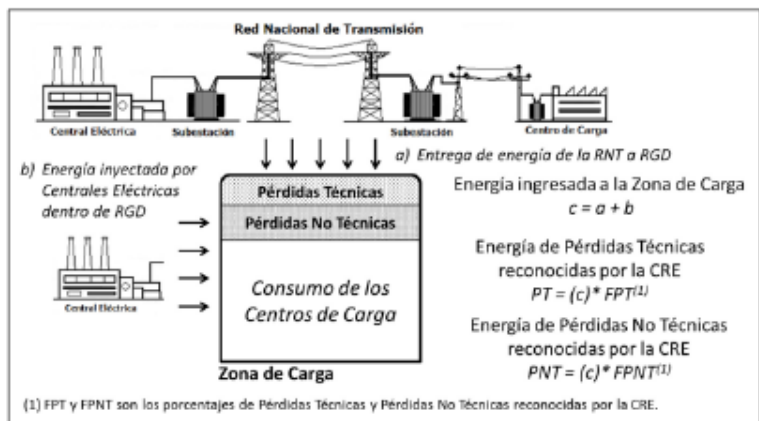 Red Nacional de Transmisión
Central Eléctrica
Subestación
Subestación
Centro de Carga
a) Entrega de energía de la RNT a RGD
b) Energía inyectada por
Centrales Eléctricas
dentro de RGD
Central Eléctrica
Pérdidas Técnicas
Pérdidas No Técnicas
Consumo de los
Centros de Carga
Zona de Carga
Energía ingresada a la Zona de Carga
c = a + b
Energía de Pérdidas Técnicas
reconocidas por la CRE
PT = (c)* FPT(1)
Energía de Pérdidas No Técnicas
reconocidas por la CRE
PNT = (c)* FPNT(1)
(1) FPT y FPNT son los porcentajes de Pérdidas Técnicas y Pérdidas No Técnicas reconocidas por la CRE.